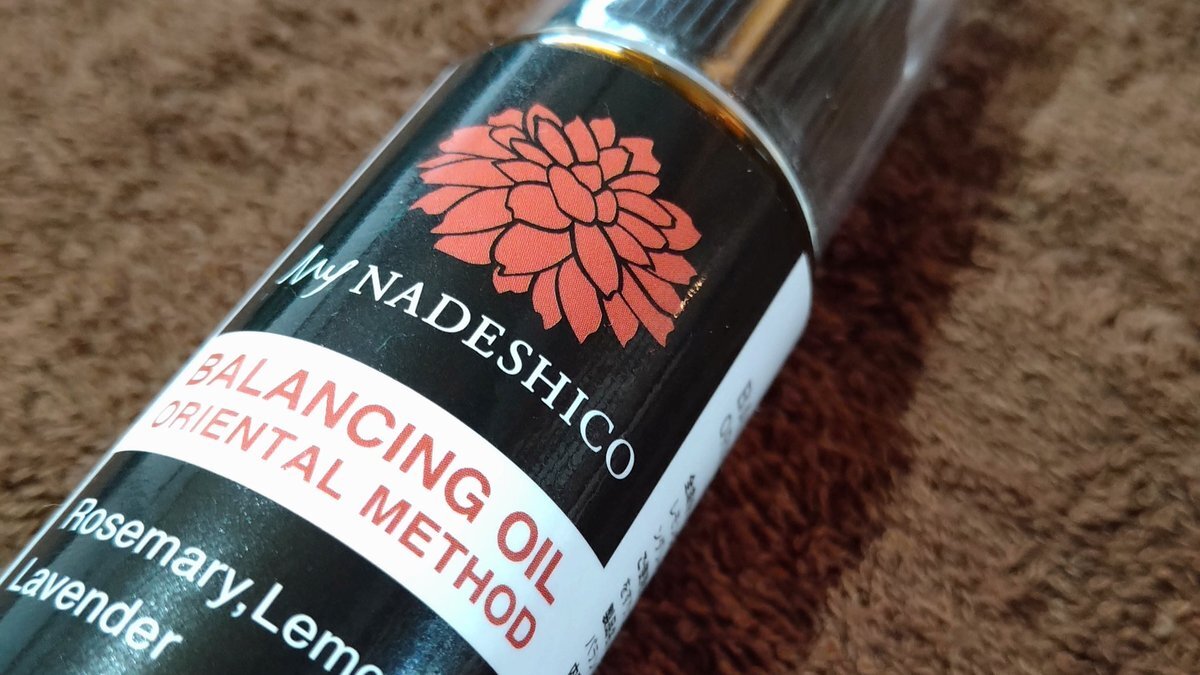 My NADESHICO
BALANCING OIL
ORIENTAL METHOD
Rosemary, Lemo
Lavender